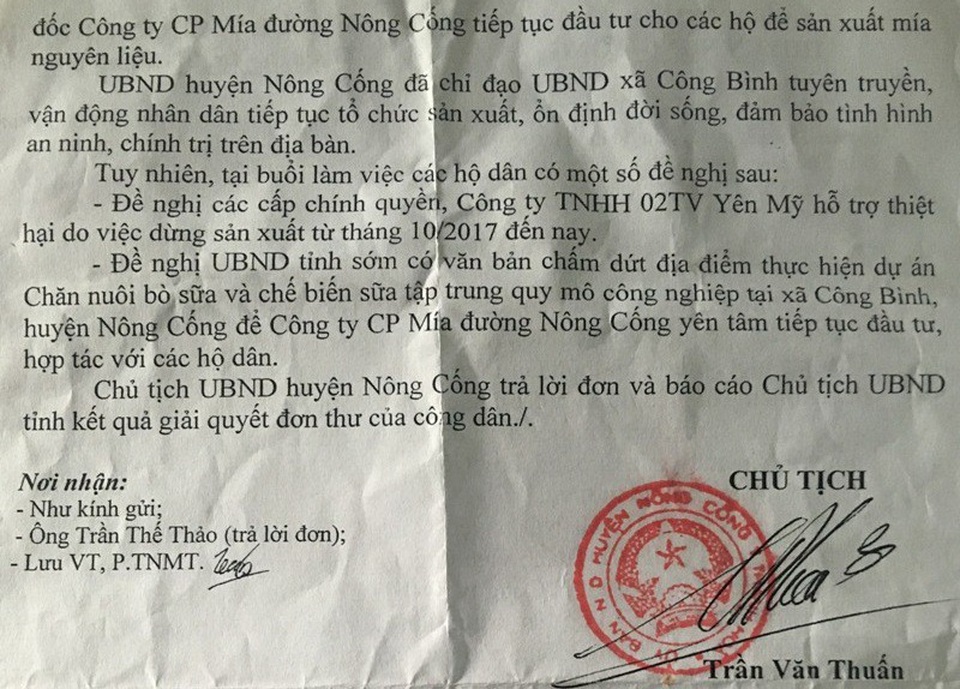 đốc Công ty CP Mía đường Nông Cống tiếp tục đầu tư cho các hộ để sản xuất mía
nguyên liệu.
UBND huyện Nông Cống đã chỉ đạo UBND xã Công Bình tuyên truyền,
vận động nhân dân tiếp tục tổ chức sản xuất, ổn định đời sống, đảm bảo tình hình
an ninh, chính trị trên địa bàn.
Tuy nhiên, tại buổi làm việc các hộ dân có một số đề nghị sau:
- Đề nghị các cấp chính quyền, Công ty TNHH 02TV Yên Mỹ hỗ trợ thiệt
hại do việc dừng sản xuất từ tháng 10/2017 đến nay.
- Đề nghị UBND tỉnh sớm có văn bản chấm dứt địa điểm thực hiện dự án
Chăn nuôi bò sữa và chế biến sữa tập trung quy mô công nghiệp tại xã Công Bình,
huyện Nông Cống để Công ty CP Mía đường Nông Cống yên tâm tiếp tục đầu tư,
hợp tác với các hộ dân.
Chủ tịch UBND huyện Nông Cống trả lời đơn và báo cáo Chủ tịch UBND
tỉnh kết quả giải quyết đơn thư của công dân./.
Nơi nhận:
- Như kính gửi;
- Ông Trần Thế Thảo (trả lời đơn);
- Lưu VT, P.TNMT.
CHỦ TỊCH
ỦY BAN N D HUYỆN NÔNG CỐNG
Trần Văn Thuấn